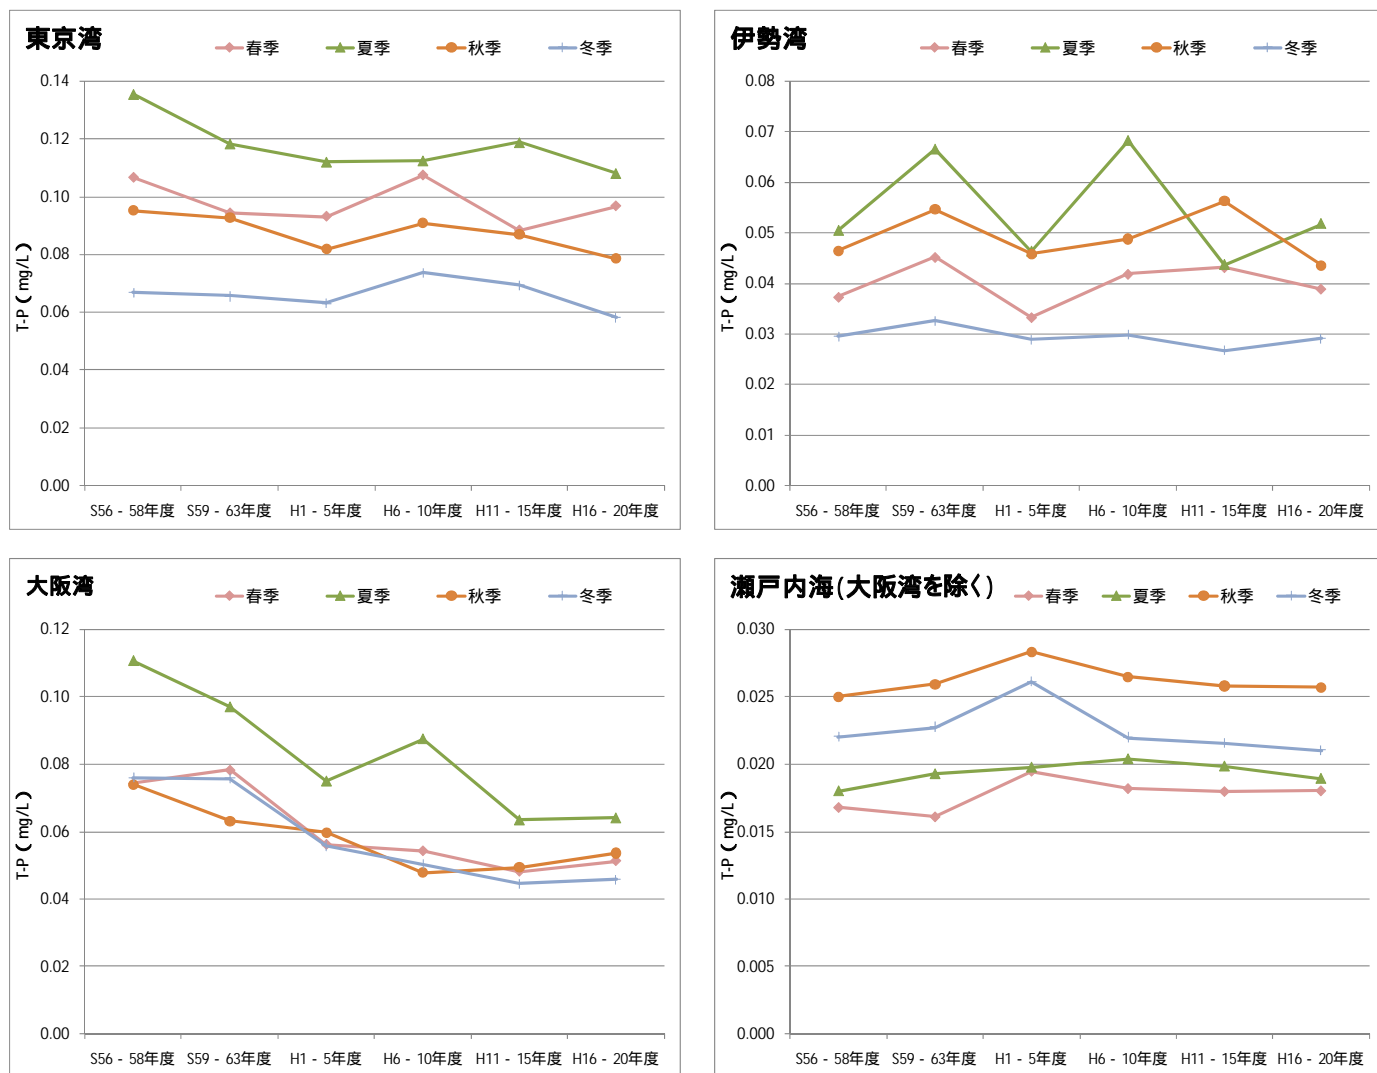 東京湾
春季 夏季 秋季 冬季
0.14
0.12
0.10
0.08
0.06
0.04
0.02
0.00
T-P ( mg/L )
S56 - 58年度 S59 - 63年度 H1 - 5年度 H6 - 10年度 H11 - 15年度 H16 - 20年度
伊勢湾
春季 夏季 秋季 冬季
0.08
0.07
0.06
0.05
0.04
0.03
0.02
0.01
0.00
T-P ( mg/L )
S56 - 58年度 S59 - 63年度 H1 - 5年度 H6 - 10年度 H11 - 15年度 H16 - 20年度
大阪湾
春季 夏季 秋季 冬季
0.12
0.10
0.08
0.06
0.04
0.02
0.00
T-P ( mg/L )
S56 - 58年度 S59 - 63年度 H1 - 5年度 H6 - 10年度 H11 - 15年度 H16 - 20年度
瀬戸内海(大阪湾を除く)
春季 夏季 秋季 冬季
0.030
0.025
0.020
0.015
0.010
0.005
0.000
T-P ( mg/L )
S56 - 58年度 S59 - 63年度 H1 - 5年度 H6 - 10年度 H11 - 15年度 H16 - 20年度